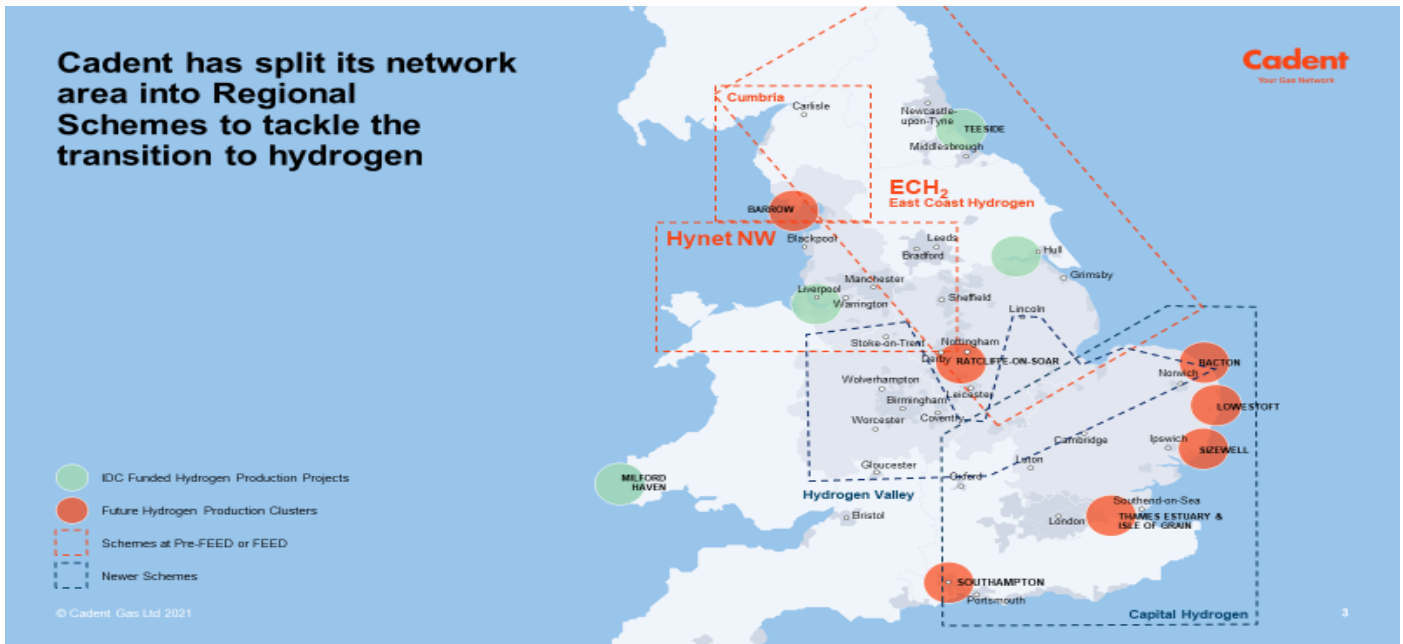 Cadent has split its network
area into Regional
Schemes to tackle the
transition to hydrogen
Cadent
Your Gas Network
Cumbria
Carlisle
Newcastle-
upon-Tyne
TEESIDE
Middlesbrough
ECH₂
East Coast Hydrogen
BARROW
Hynet NW
Blackpool
Leeds
Bradford
Hull
Grimsby
Manchester
Liverpool
Warrington
Sheffield
Lincoln
Stoke-on-Trent
Nottingham
Derby
RATCLIFFE-ON-SOAR
BACTON
Norwich
Wolverhampton
Leicester
Birmingham
Coventry
LOWESTOFT
Worcester
Cambridge
Ipswich
SIZEWELL
Gloucester
Luton
Oxford
MILFORD
HAVEN
Hydrogen Valley
Southend-on-Sea
Bristol
London
THAMES ESTUARY &
ISLE OF GRAIN
SOUTHAMPTON
Portsmouth
Capital Hydrogen
IDC Funded Hydrogen Production Projects
Future Hydrogen Production Clusters
Schemes at Pre-FEED or FEED
Newer Schemes
© Cadent Gas Ltd 2021
3